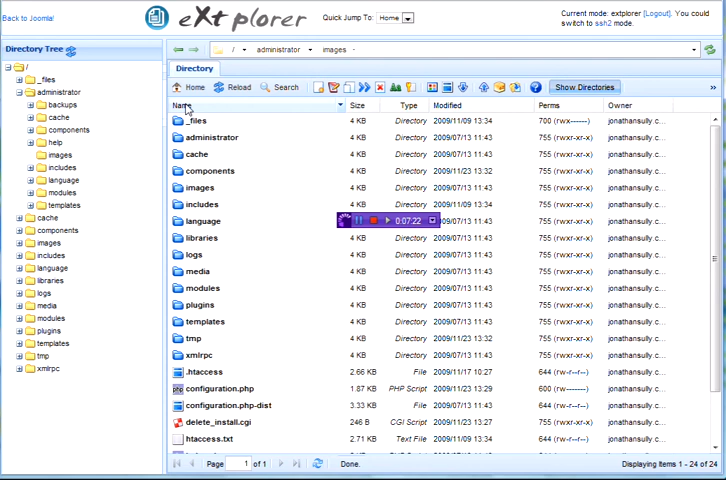 Back to Joomla!
eXtplorer
Quick Jump To: Home
Current mode: extplorer [Logout]. You could
switch to ssh2 mode.
Directory Tree
/ administrator images
Directory
Home Reload Search Show Directories »
Name Size Type Modified Perms Owner
/
_files
administrator
backups
cache
components
help
images
includes
language
modules
templates
cache
components
images
includes
language
libraries
logs
media
modules
plugins
templates
tmp
xmlrpc
_files 4 KB Directory 2009/11/09 13:34 700 (rwx------) jonathansully.c...
administrator 4 KB Directory 2009/07/13 11:43 755 (rwxr-xr-x) jonathansully.c...
cache 4 KB Directory 2009/07/13 11:43 755 (rwxr-xr-x) jonathansully.c...
components 4 KB Directory 2009/11/23 13:32 755 (rwxr-xr-x) jonathansully.c...
images 4 KB Directory 2009/07/13 11:43 755 (rwxr-xr-x) jonathansully.c...
includes 4 KB Directory 2009/07/13 11:43 755 (rwxr-xr-x) jonathansully.c...
language 4 KB 0:07:22 09/07/13 11:43 755 (rwxr-xr-x) jonathansully.c...
libraries 4 KB Directory 2009/07/13 11:43 755 (rwxr-xr-x) jonathansully.c...
logs 4 KB Directory 2009/07/13 11:43 755 (rwxr-xr-x) jonathansully.c...
media 4 KB Directory 2009/07/13 11:43 755 (rwxr-xr-x) jonathansully.c...
modules 4 KB Directory 2009/07/13 11:43 755 (rwxr-xr-x) jonathansully.c...
plugins 4 KB Directory 2009/07/13 11:43 755 (rwxr-xr-x) jonathansully.c...
templates 4 KB Directory 2009/07/13 11:43 755 (rwxr-xr-x) jonathansully.c...
tmp 4 KB Directory 2009/11/23 13:32 755 (rwxr-xr-x) jonathansully.c...
xmlrpc 4 KB Directory 2009/07/13 11:43 755 (rwxr-xr-x) jonathansully.c...
.htaccess 2.66 KB File 2009/11/17 10:27 644 (rw-r--r--) jonathansully.c...
configuration.php 1.87 KB PHP Script 2009/11/23 13:29 600 (rw-------) jonathansully.c...
configuration.php-dist 3.33 KB File 2009/07/13 11:43 644 (rw-r--r--) jonathansully.c...
delete_install.cgi 246 B CGI Script 2009/11/23 13:27 755 (rwxr-xr-x) jonathansully.c...
htaccess.txt 2.71 KB Text File 2009/11/09 13:34 644 (rw-r--r--) jonathansully.c...
Page 1 of 1 Done. Displaying Items 1 - 24 of 24